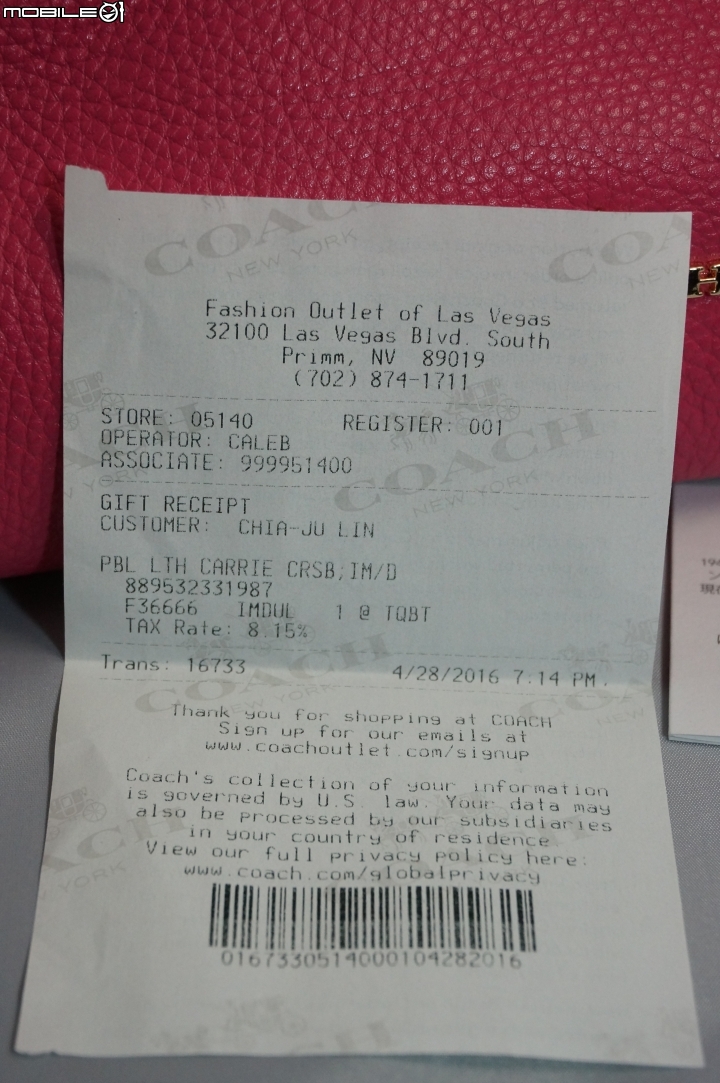 MOBILE01
COACH
NEW YORK
Fashion Outlet of Las Vegas
32100 Las Vegas Blvd. South
Primm, NV 89019
(702) 874-1711
STORE: 05140 REGISTER: 001
OPERATOR: CALEB
ASSOCIATE: 999951400
GIFT RECEIPT
CUSTOMER: CHIA-JU LIN
PBL LTH CARRIE CRSB,IM/D
889532331987
F36666 IMDUL 1 @ TQBT
TAX Rate: 8.15%
Trans: 16733 4/28/2016 7:14 PM
Thank you for shopping at COACH
Sign up for our emails at
www.coachoutlet.com/signup
Coach's collection of your information
is governed by U.S. law. Your data may
also be processed by our subsidiaries
in your country of residence
View our full privacy policy here:
www.coach.com/globalprivacy
0167330514000104282016